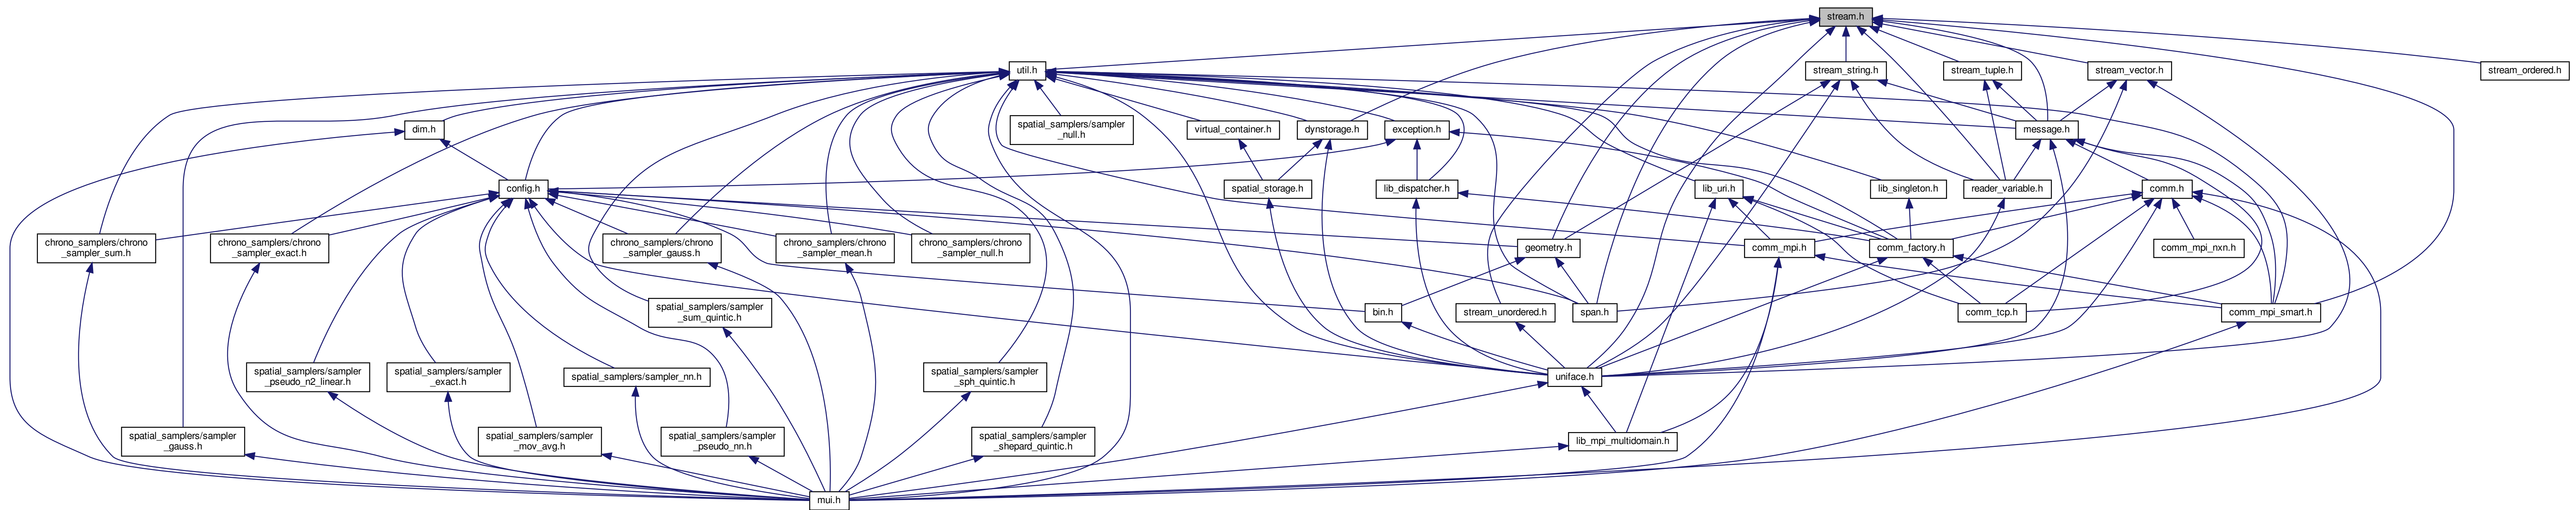 stream.h
util.h
stream_string.h
stream_tuple.h
stream_vector.h
stream_ordered.h
dim.h
spatial_samplers/sampler
_null.h
virtual_container.h
dynstorage.h
exception.h
message.h
config.h
spatial_storage.h
lib_dispatcher.h
lib_uri.h
lib_singleton.h
reader_variable.h
comm.h
chrono_samplers/chrono
_sampler_sum.h
chrono_samplers/chrono
_sampler_exact.h
chrono_samplers/chrono
_sampler_gauss.h
chrono_samplers/chrono
_sampler_mean.h
chrono_samplers/chrono
_sampler_null.h
geometry.h
comm_mpi.h
comm_factory.h
comm_mpi_nxn.h
spatial_samplers/sampler
_sum_quintic.h
bin.h
stream_unordered.h
span.h
comm_tcp.h
comm_mpi_smart.h
spatial_samplers/sampler
_pseudo_n2_linear.h
spatial_samplers/sampler
_exact.h
spatial_samplers/sampler_nn.h
spatial_samplers/sampler
_sph_quintic.h
uniface.h
spatial_samplers/sampler
_gauss.h
spatial_samplers/sampler
_mov_avg.h
spatial_samplers/sampler
_pseudo_nn.h
spatial_samplers/sampler
_shepard_quintic.h
lib_mpi_multidomain.h
mui.h